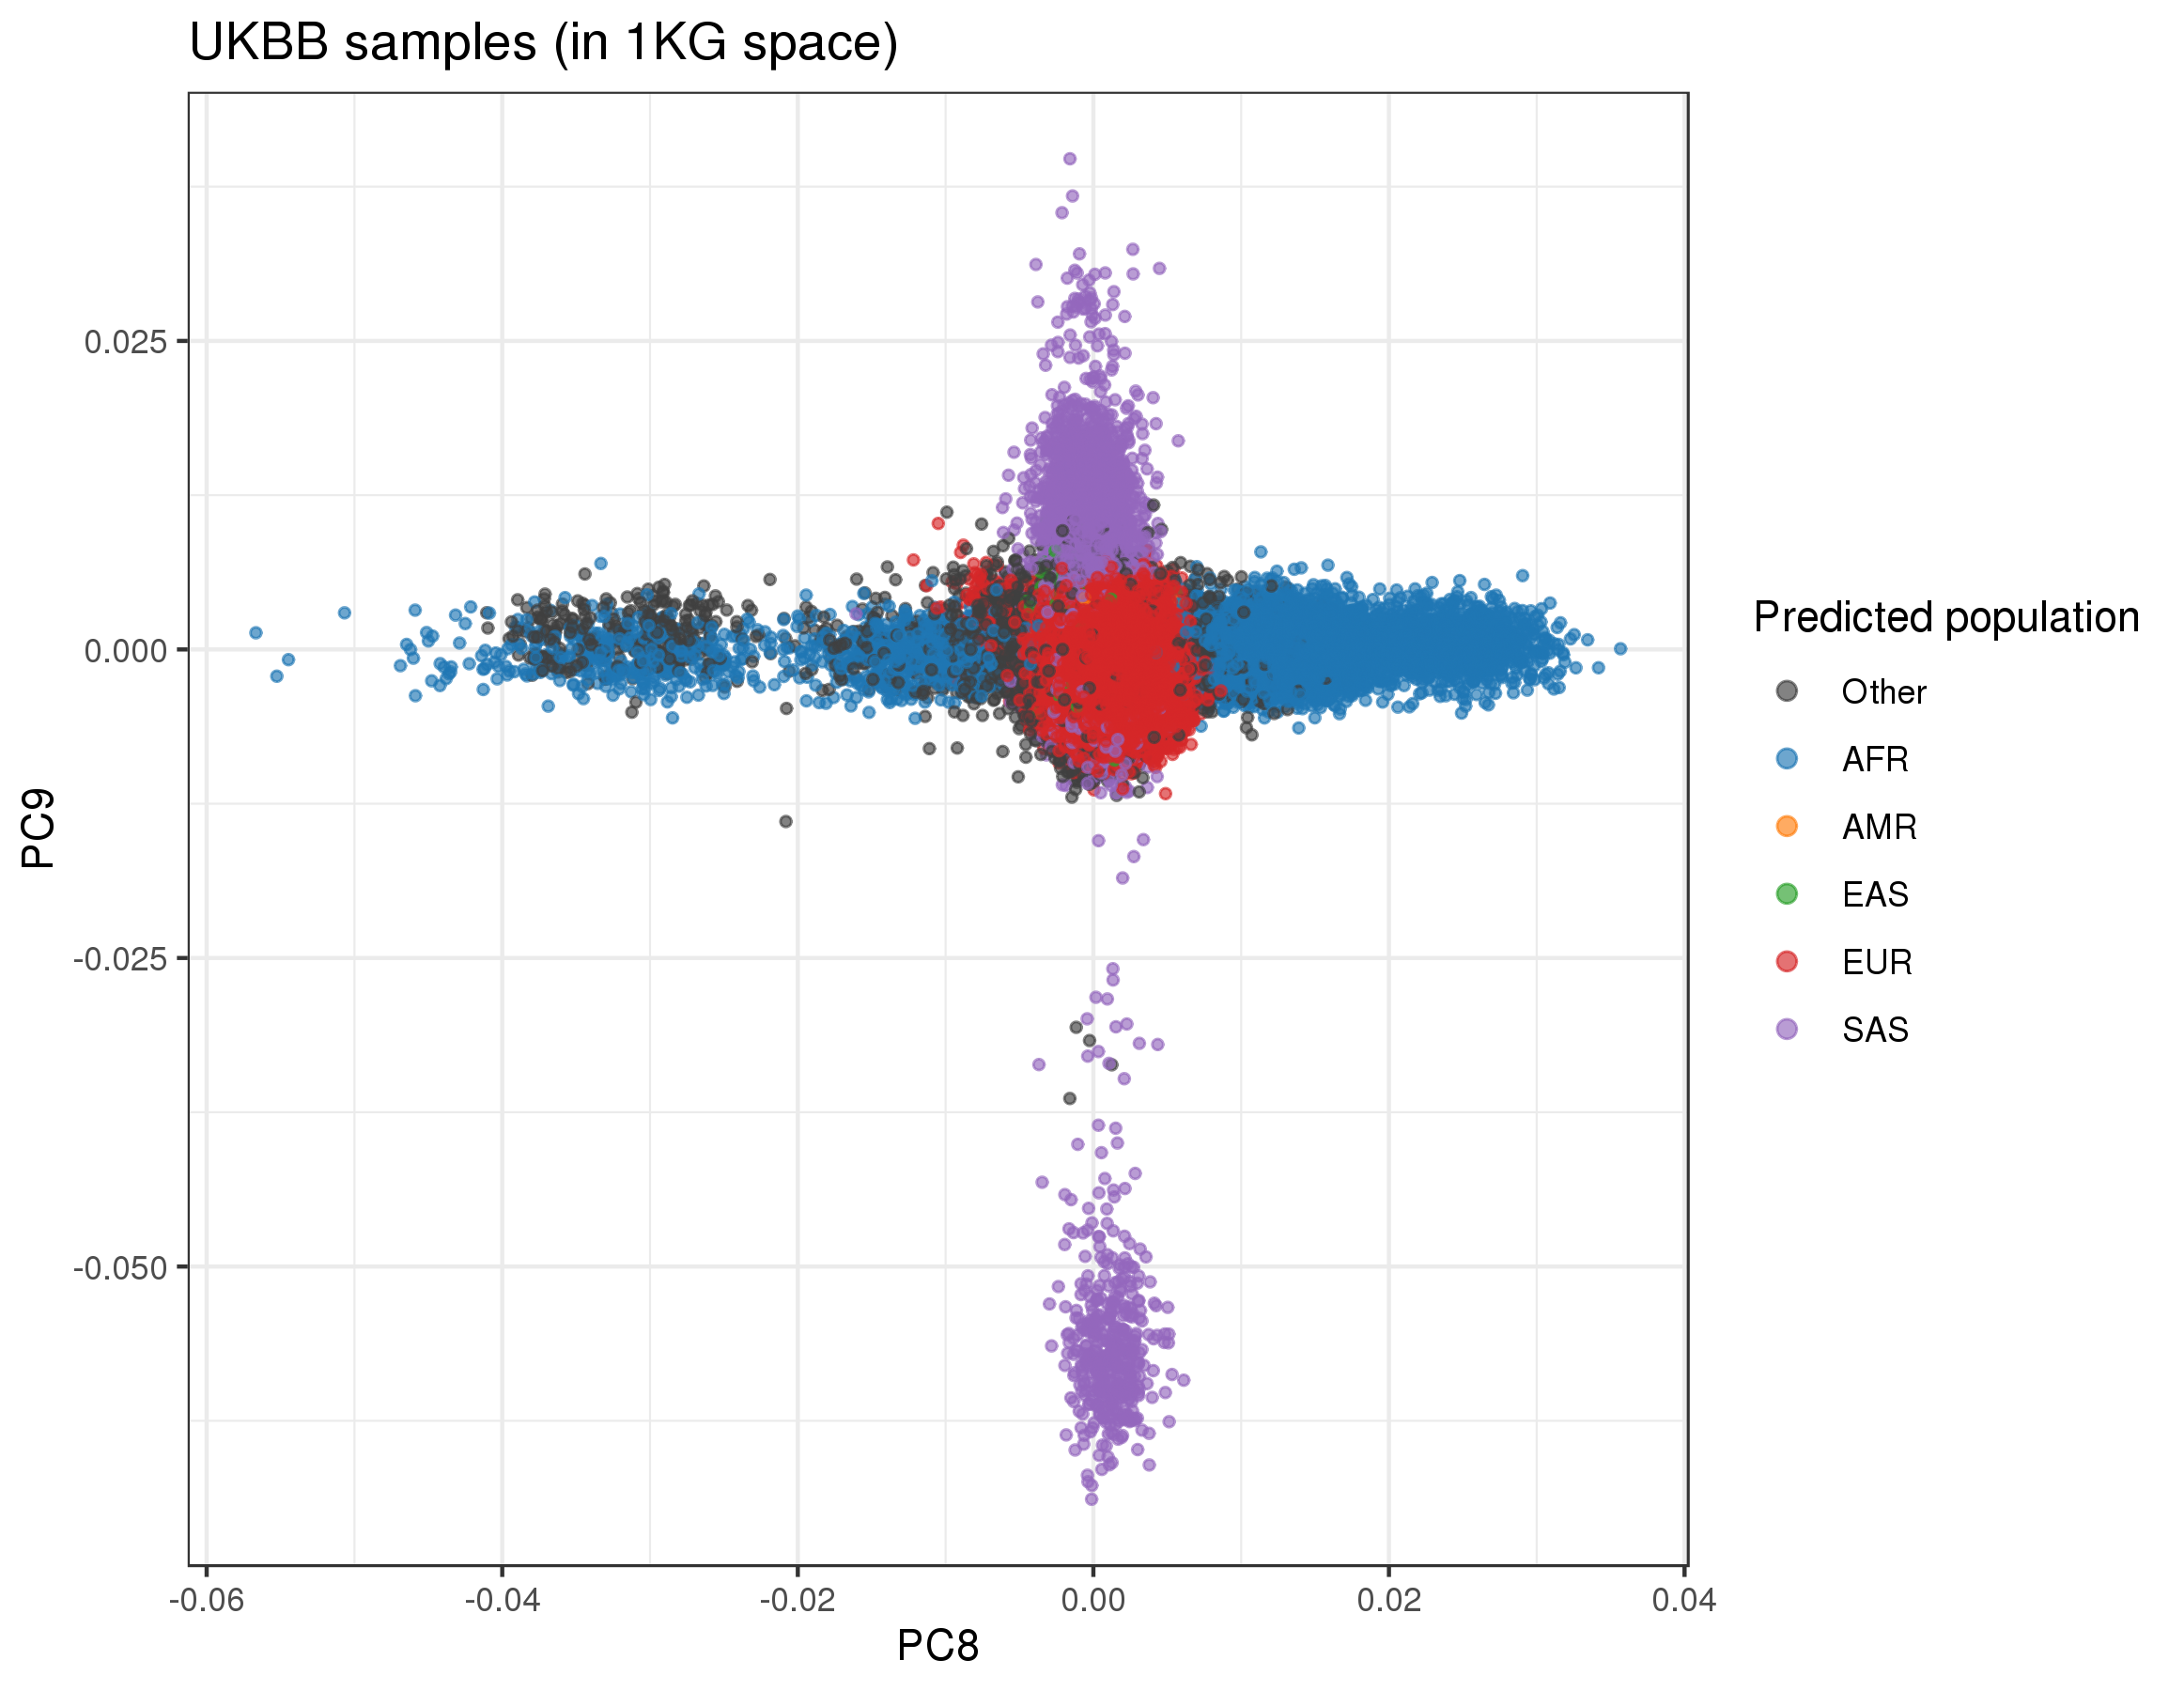 UKBB samples (in 1KG space)
0.025
0.000
-0.025
-0.050
PC9
-0.06
-0.04
-0.02
0.00
0.02
0.04
PC8
Predicted population
Other
AFR
AMR
EAS
EUR
SAS